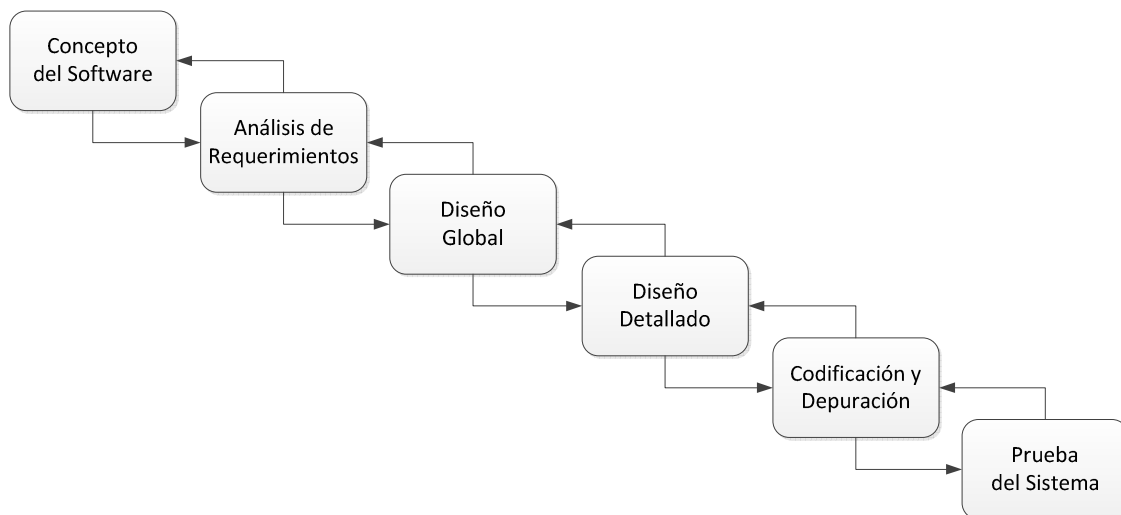 Concepto
del Software
Análisis de
Requerimientos
Diseño
Global
Diseño
Detallado
Codificación y
Depuración
Prueba
del Sistema